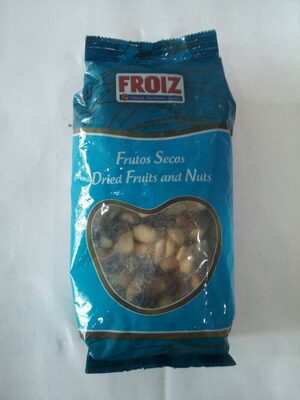 FROIZ
Frutos Secos
Dried Fruits and Nuts